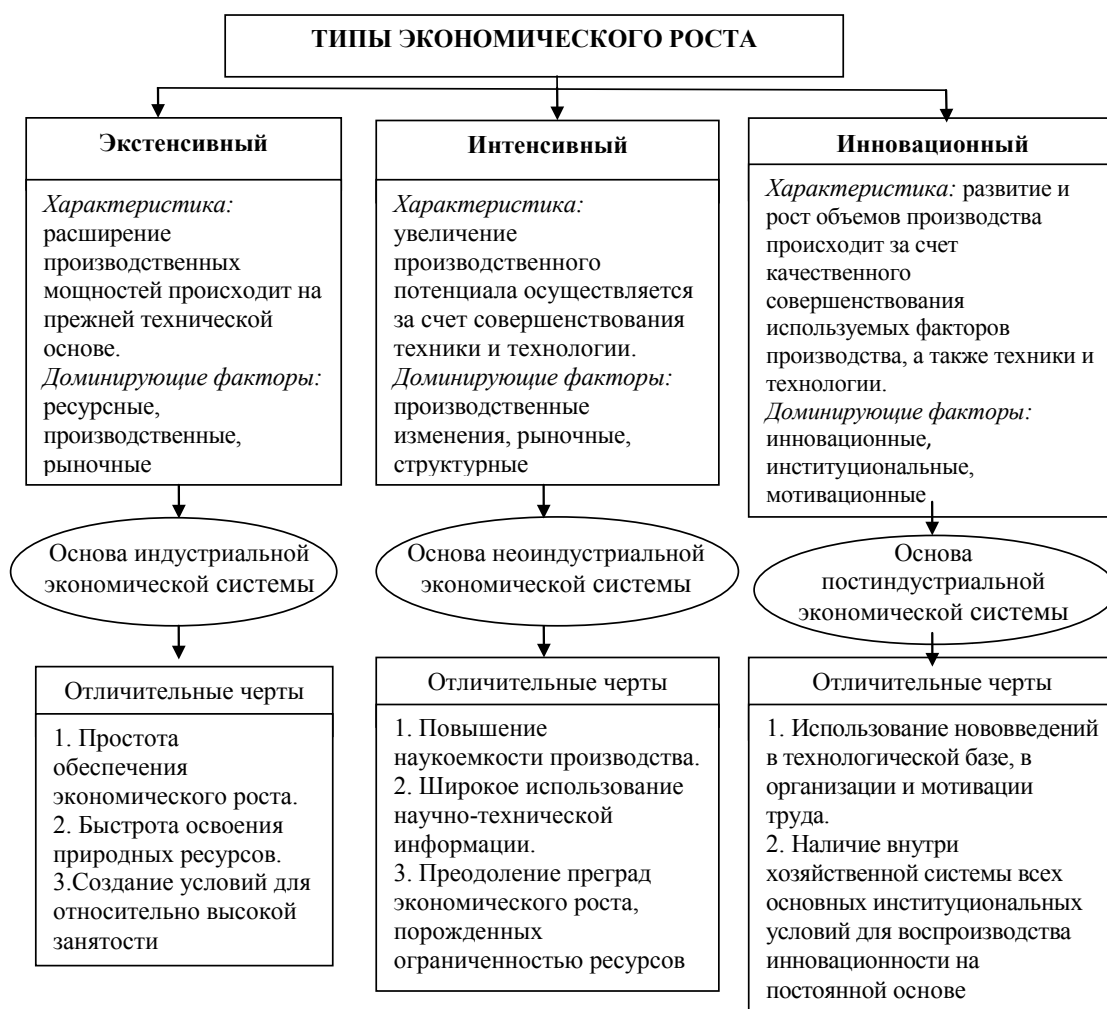 ТИПЫ ЭКОНОМИЧЕСКОГО РОСТА
Экстенсивный
Характеристика:
расширение
производственных
мощностей происходит на
прежней технической
основе.
Доминирующие факторы:
ресурсные,
производственные,
рыночные
Основа индустриальной
экономической системы
Отличительные черты
1. Простота
обеспечения
экономического роста.
2. Быстрота освоения
природных ресурсов.
3.Создание условий для
относительно высокой
занятости
Интенсивный
Характеристика:
увеличение
производственного
потенциала осуществляется
за счет совершенствования
техники и технологии.
Доминирующие факторы:
производственные
изменения, рыночные,
структурные
Основа неоиндустриальной
экономической системы
Отличительные черты
1. Повышение
наукоемкости производства.
2. Широкое использование
научно-технической
информации.
3. Преодоление преград
экономического роста,
порожденных
ограниченностью ресурсов
Инновационный
Характеристика: развитие и
рост объемов производства
происходит за счет
качественного
совершенствования
используемых факторов
производства, а также техники и
технологии.
Доминирующие факторы:
инновационные,
институциональные,
мотивационные
Основа
постиндустриальной
экономической системы
Отличительные черты
1. Использование нововведений
в технологической базе, в
организации и мотивации
труда.
2. Наличие внутри
хозяйственной системы всех
основных институциональных
условий для воспроизводства
инновационности на
постоянной основе